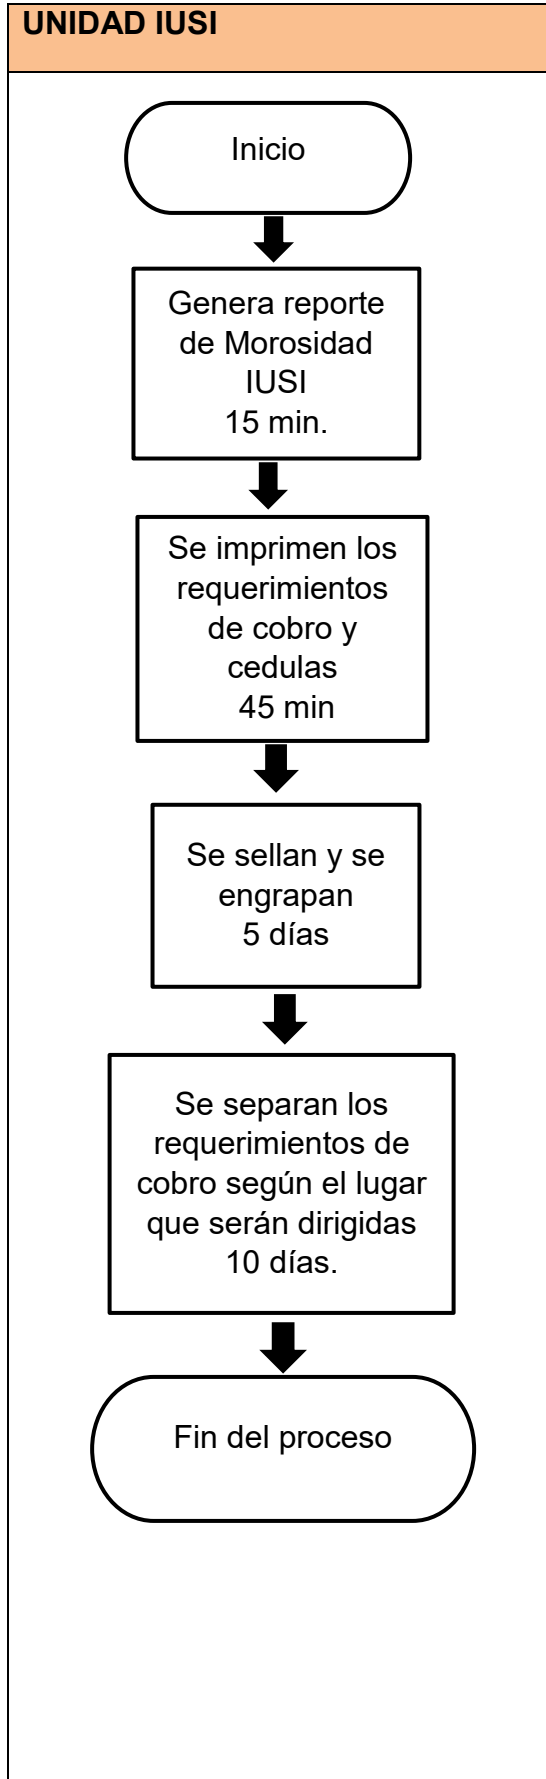 UNIDAD IUSI
Inicio
Genera reporte
de Morosidad
IUSI
15 min.
Se imprimen los
requerimientos
de cobro y
cedulas
45 min
Se sellan y se
engrapan
5 días
Se separan los
requerimientos de
cobro según el lugar
que serán dirigidas
10 días.
Fin del proceso